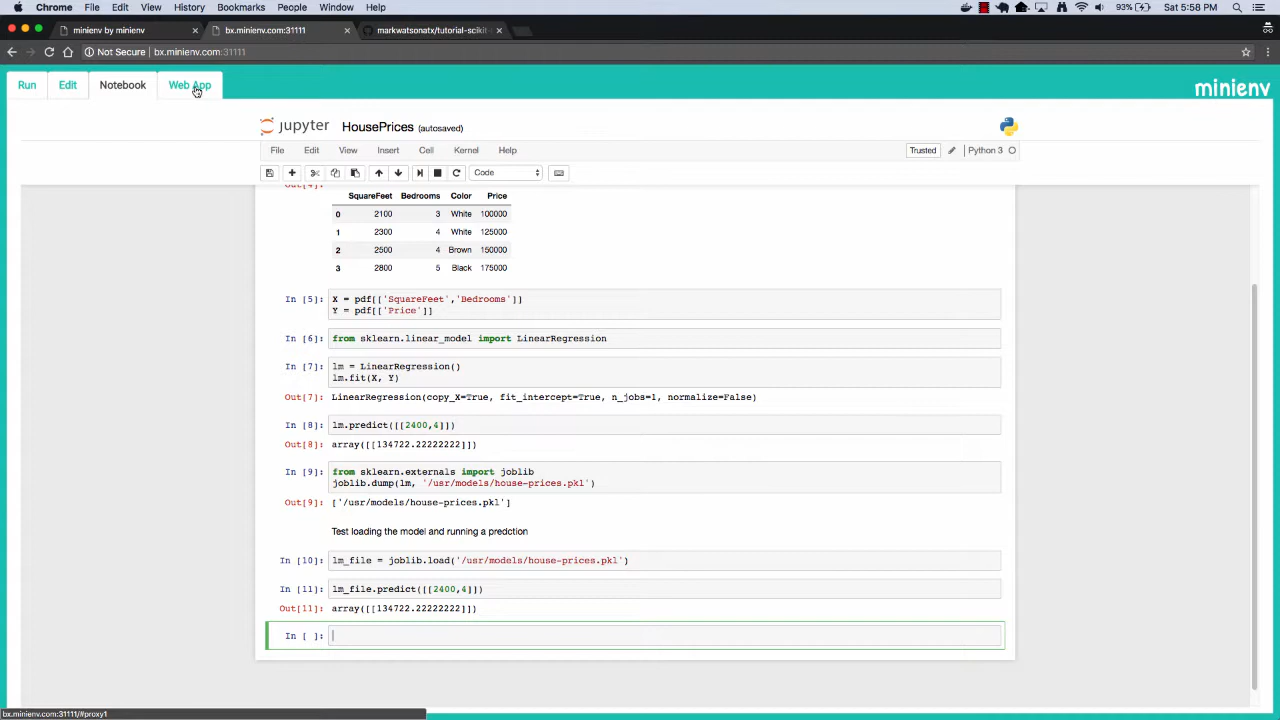 Chrome File Edit View History Bookmarks People Window Help 93% Sat 5:58 PM
minienv by minienv bx.minienv.com:31111 markwatsonatx/tutorial-scikit-
Not Secure bx.minienv.com:31111
Run Edit Notebook Web App minienv
jupyter HousePrices (autosaved)
File Edit View Insert Cell Kernel Help Trusted Python 3
Code
Out[4]:
SquareFeet Bedrooms Color Price
0 2100 3 White 100000
1 2300 4 White 125000
2 2500 4 Brown 150000
3 2800 5 Black 175000
In [5]: X = pdf[['SquareFeet','Bedrooms']]
Y = pdf[['Price']]
In [6]: from sklearn.linear_model import LinearRegression
In [7]: lm = LinearRegression()
lm.fit(X, Y)
Out[7]: LinearRegression(copy_X=True, fit_intercept=True, n_jobs=1, normalize=False)
In [8]: lm.predict([[2400,4]])
Out[8]: array([[134722.22222222]])
In [9]: from sklearn.externals import joblib
joblib.dump(lm, '/usr/models/house-prices.pkl')
Out[9]: ['/usr/models/house-prices.pkl']
Test loading the model and running a predction
In [10]: lm_file = joblib.load('/usr/models/house-prices.pkl')
In [11]: lm_file.predict([[2400,4]])
Out[11]: array([[134722.22222222]])
In [ ]:
bx.minienv.com:31111/#proxy1